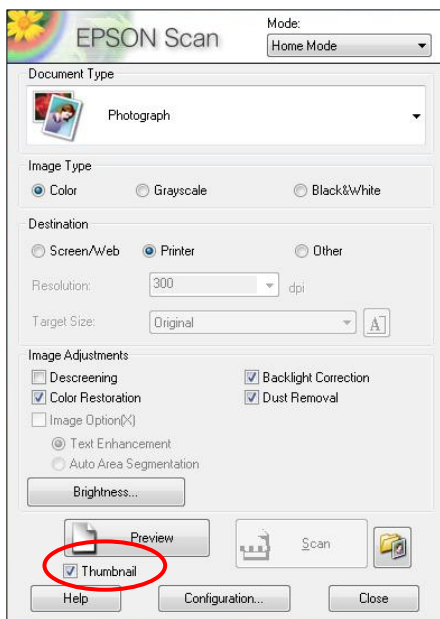 EPSON Scan
Mode:
Home Mode
Document Type
Photograph
Image Type
Color Grayscale Black&White
Destination
Screen/Web Printer Other
Resolution: 300 dpi
Target Size: Original A
Image Adjustments
Descreening Backlight Correction
Color Restoration Dust Removal
Image Option(X)
Text Enhancement
Auto Area Segmentation
Brightness...
Preview Scan
Thumbnail
Help Configuration... Close